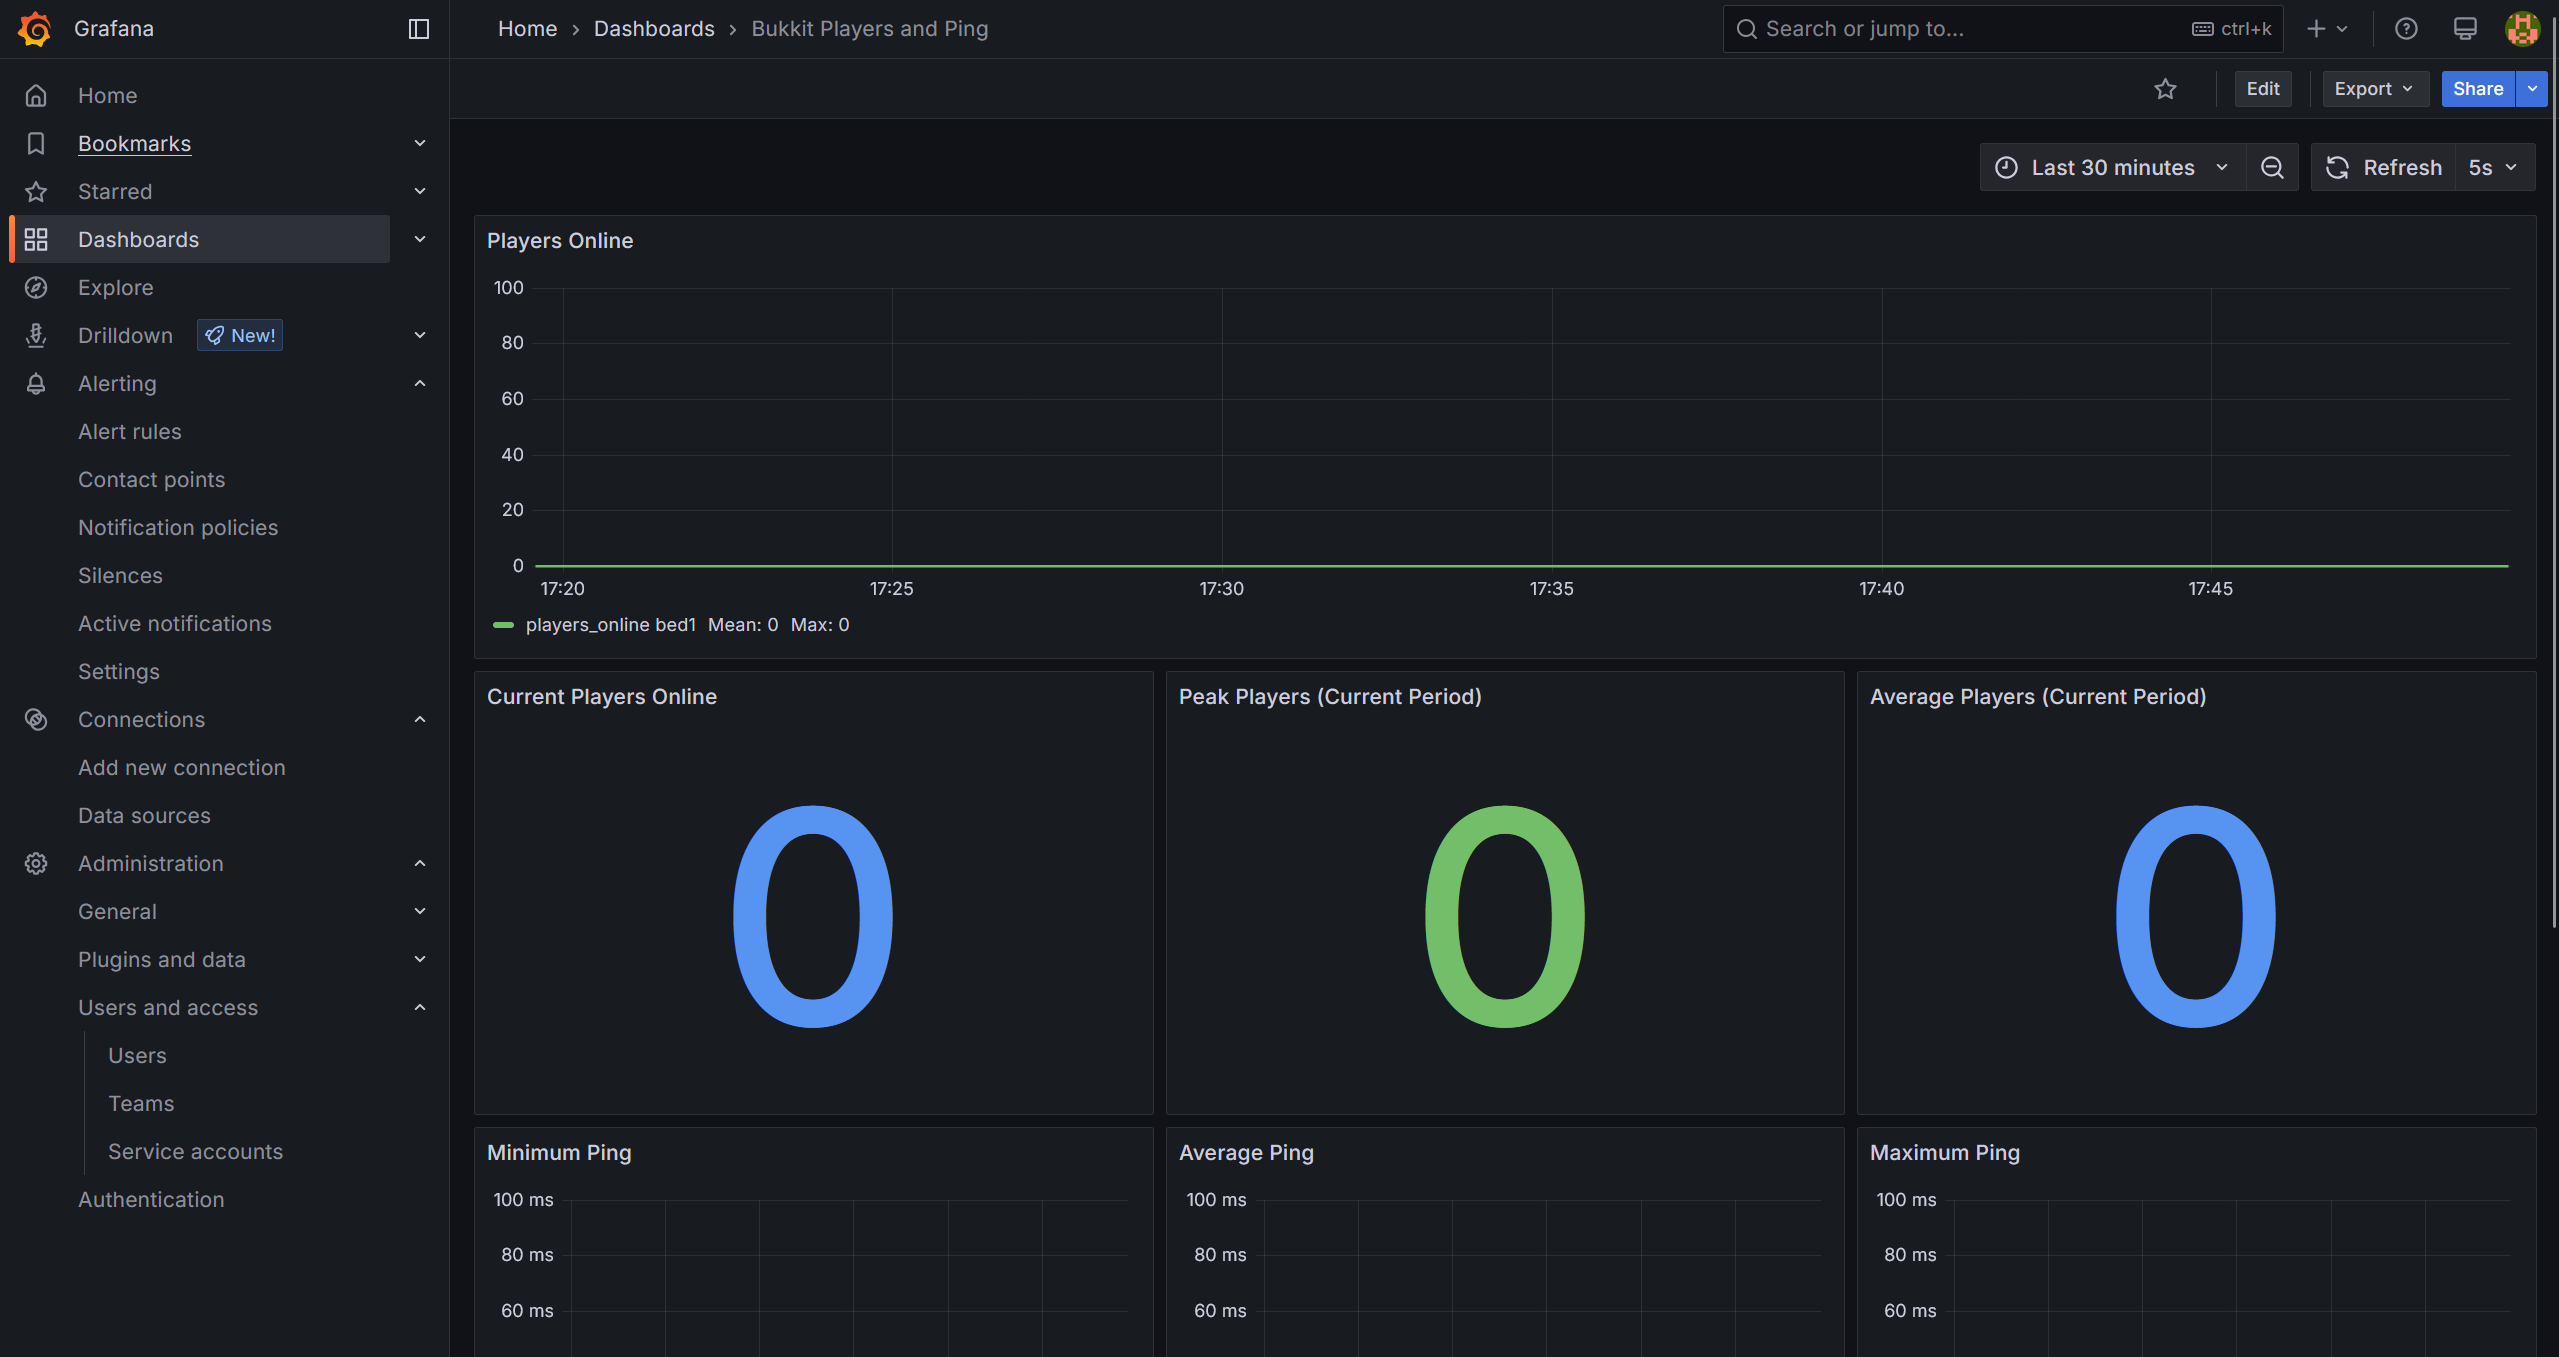 Grafana
Home › Dashboards › Bukkit Players and Ping
Search or jump to...
ctrl+k
Edit
Export
Share
Home
Bookmarks
Starred
Dashboards
Explore
Drilldown
New!
Alerting
Alert rules
Contact points
Notification policies
Silences
Active notifications
Settings
Connections
Add new connection
Data sources
Administration
General
Plugins and data
Users and access
Users
Teams
Service accounts
Authentication
Last 30 minutes
Refresh
5s
Players Online
100
80
60
40
20
0
17:20 17:25 17:30 17:35 17:40 17:45
players_online bed1 Mean: 0 Max: 0
Current Players Online
0
Peak Players (Current Period)
0
Average Players (Current Period)
0
Minimum Ping
100 ms
80 ms
60 ms
Average Ping
100 ms
80 ms
60 ms
Maximum Ping
100 ms
80 ms
60 ms